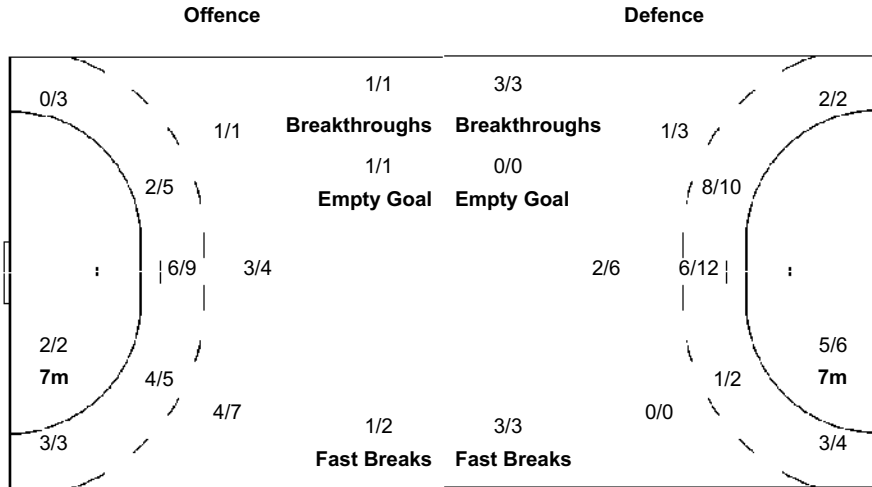 Offence Defence
1/1 3/3
0/3 2/2
Breakthroughs Breakthroughs
1/1 1/3
1/1 0/0
2/5 8/10
Empty Goal Empty Goal
6/9 3/4 2/6 6/12
2/2 5/6
7m 4/5 1/2 7m
4/7 0/0
1/2 3/3
3/3 3/4
Fast Breaks Fast Breaks